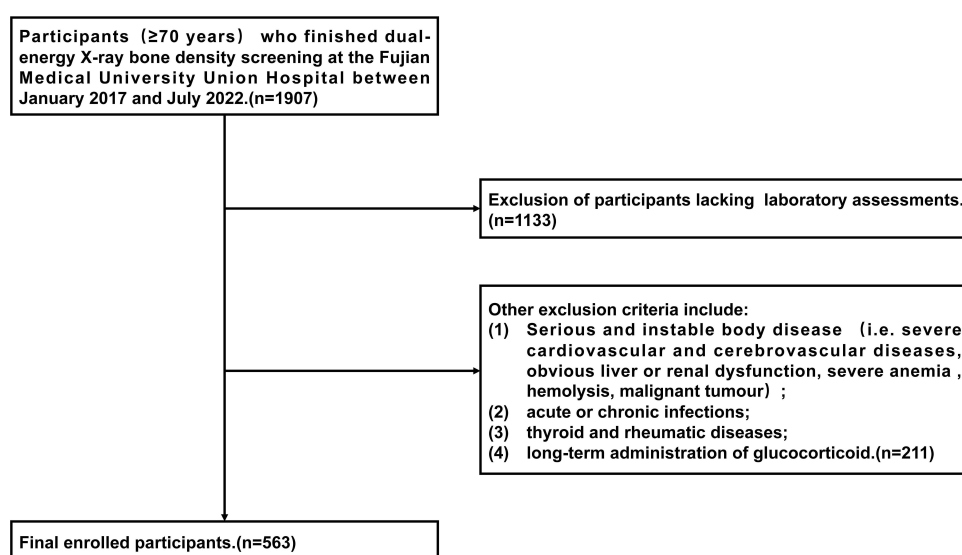 Participants（≥70 years） who finished dual-
energy X-ray bone density screening at the Fujian
Medical University Union Hospital between
January 2017 and July 2022.(n=1907)
Exclusion of participants lacking laboratory assessments.
(n=1133)
Other exclusion criteria include:
(1) Serious and instable body disease （i.e. severe
cardiovascular and cerebrovascular diseases,
obvious liver or renal dysfunction, severe anemia ,
hemolysis, malignant tumour）;
(2) acute or chronic infections;
(3) thyroid and rheumatic diseases;
(4) long-term administration of glucocorticoid.(n=211)
Final enrolled participants.(n=563)